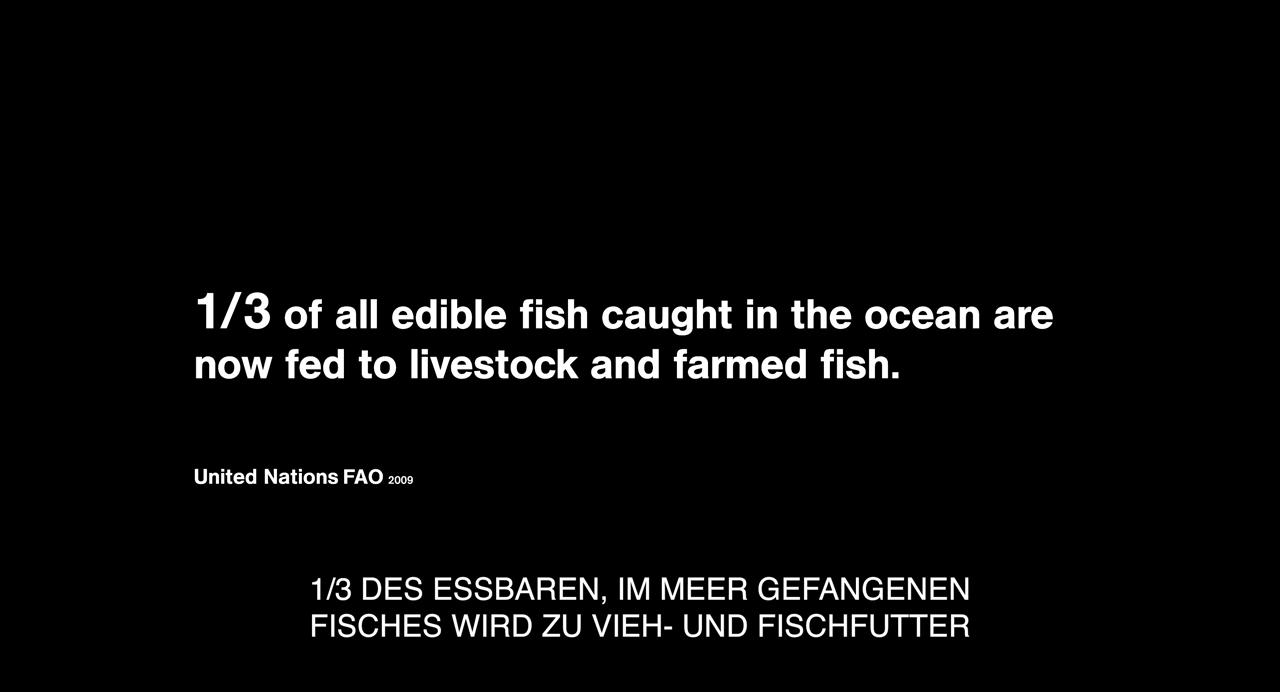 1/3 of all edible fish caught in the ocean are
now fed to livestock and farmed fish.
United Nations FAO 2009
1/3 DES ESSBAREN, IM MEER GEFANGENEN
FISCHES WIRD ZU VIEH- UND FISCHFUTTER